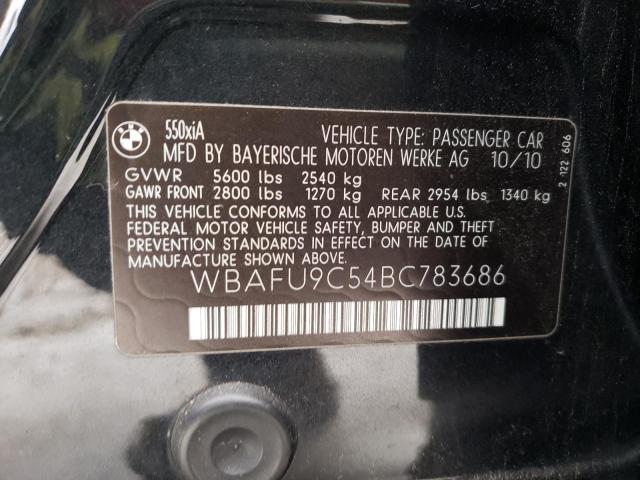 BMW
550xiA
VEHICLE TYPE: PASSENGER CAR
MFD BY BAYERISCHE MOTOREN WERKE AG 10/10
GVWR 5600 lbs 2540 kg
GAWR FRONT 2800 lbs 1270 kg REAR 2954 lbs 1340 kg
THIS VEHICLE CONFORMS TO ALL APPLICABLE U.S.
FEDERAL MOTOR VEHICLE SAFETY, BUMPER AND THEFT
PREVENTION STANDARDS IN EFFECT ON THE DATE
OF MANUFACTURE SHOWN ABOVE.
WBAFU9C54BC783686
2 122 606